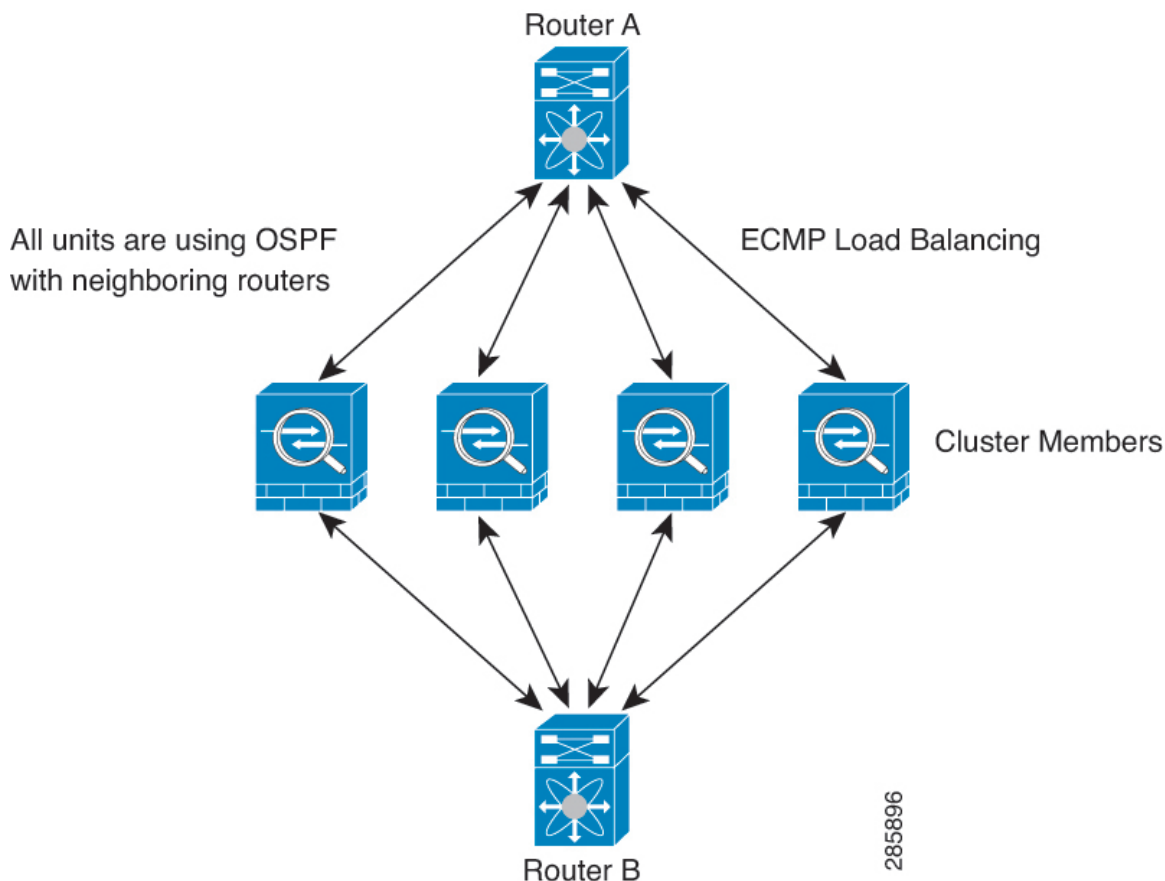 Router A
All units are using OSPF
with neighboring routers
ECMP Load Balancing
Cluster Members
Router B
285896